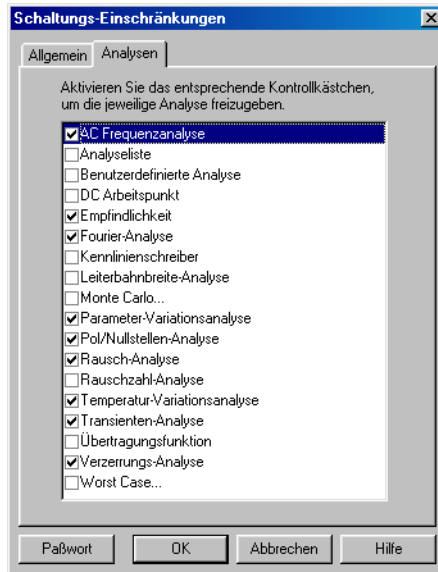 Schaltungs-Einschränkungen
Allgemein
Analysen
Aktivieren Sie das entsprechende Kontrollkästchen,
um die jeweilige Analyse freizugeben.
AC Frequenzanalyse
Analyseliste
Benutzerdefinierte Analyse
DC Arbeitspunkt
Empfindlichkeit
Fourier-Analyse
Kennlinienschreiber
Leiterbahnbreite-Analyse
Monte Carlo...
Parameter-Variationsanalyse
Pol/Nullstellen-Analyse
Rausch-Analyse
Rauschzahl-Analyse
Temperatur-Variationsanalyse
Transienten-Analyse
Übertragungsfunktion
Verzerrungs-Analyse
Worst Case...
Paßwort
OK
Abbrechen
Hilfe